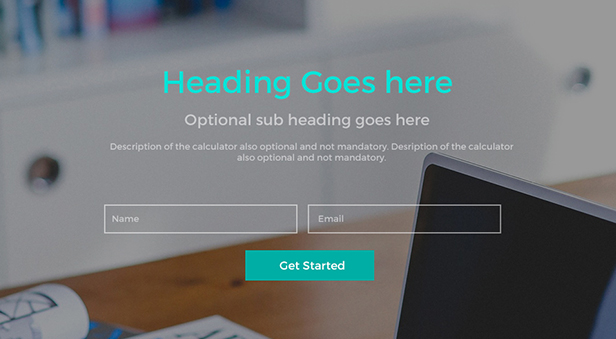 Heading Goes here
Optional sub heading goes here
Description of the calculator also optional and not mandatory. Desription of the calculator
also optional and not mandatory.
Name
Email
Get Started